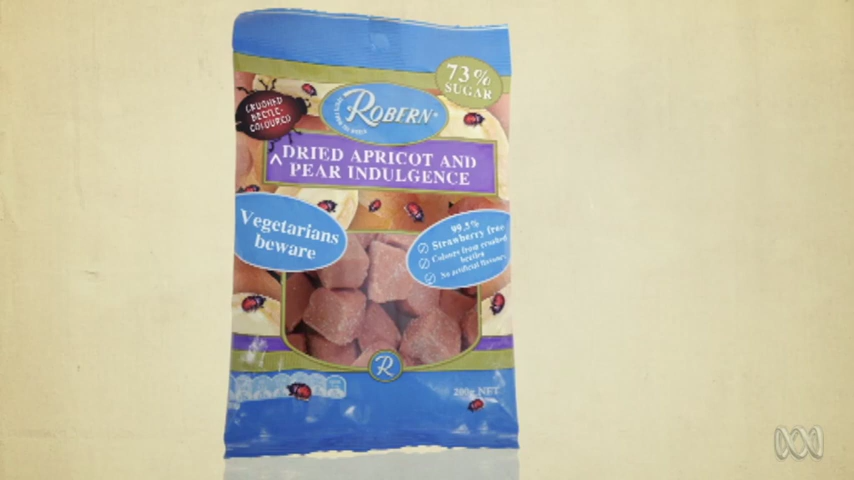 73%
SUGAR
CRUSHED
BEETLE-
COLOURED
ROBERN
^ DRIED APRICOT AND
PEAR INDULGENCE
Vegetarians
beware
99.5%
Strawberry free
Colours from crushed
beetles
No artificial flavours
R
200g NET